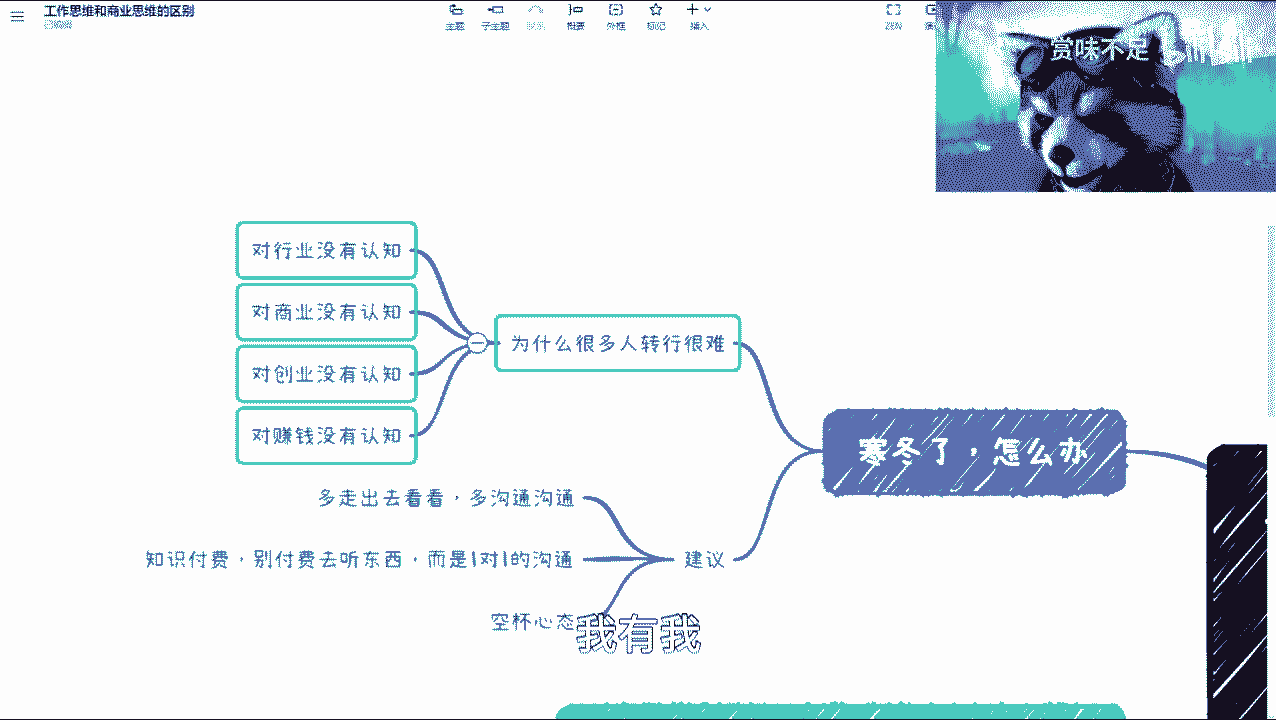 工作思维和商业思维的区别
已编辑
主题
子主题
联系
概要
外框
标记
插入
赏味不足
bilibili
对行业没有认知
对商业没有认知
对创业没有认知
对赚钱没有认知
为什么很多人转行很难
寒冬了，怎么办
多走出去看看，多沟通沟通
知识付费，别付费去听东西，而是1对1的沟通
建议
空杯心态
我有我